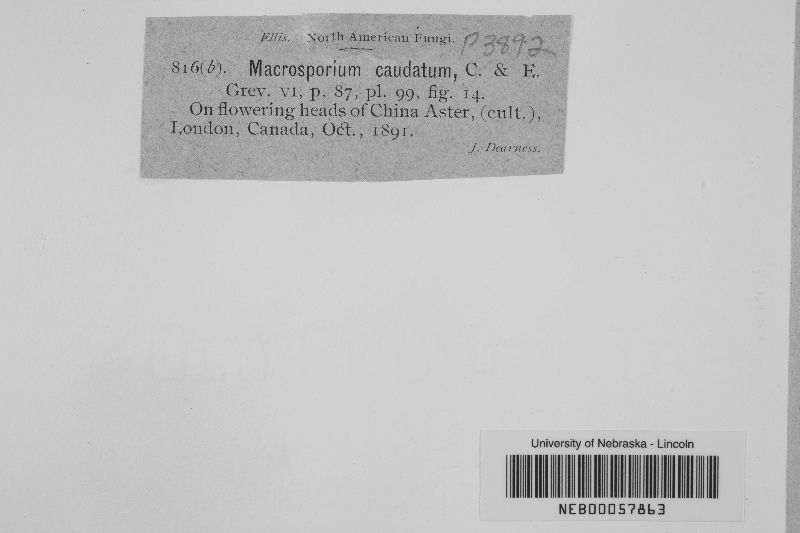 Ellis. North American Fungi. P3892
816(b). Macrosporium caudatum, C. & E.
Grev. VI, p. 87, pl. 99, fig. 14.
On flowering heads of China Aster, (cult.),
London, Canada, Oct., 1891.
J. Dearness.
University of Nebraska - Lincoln
NEB00057863